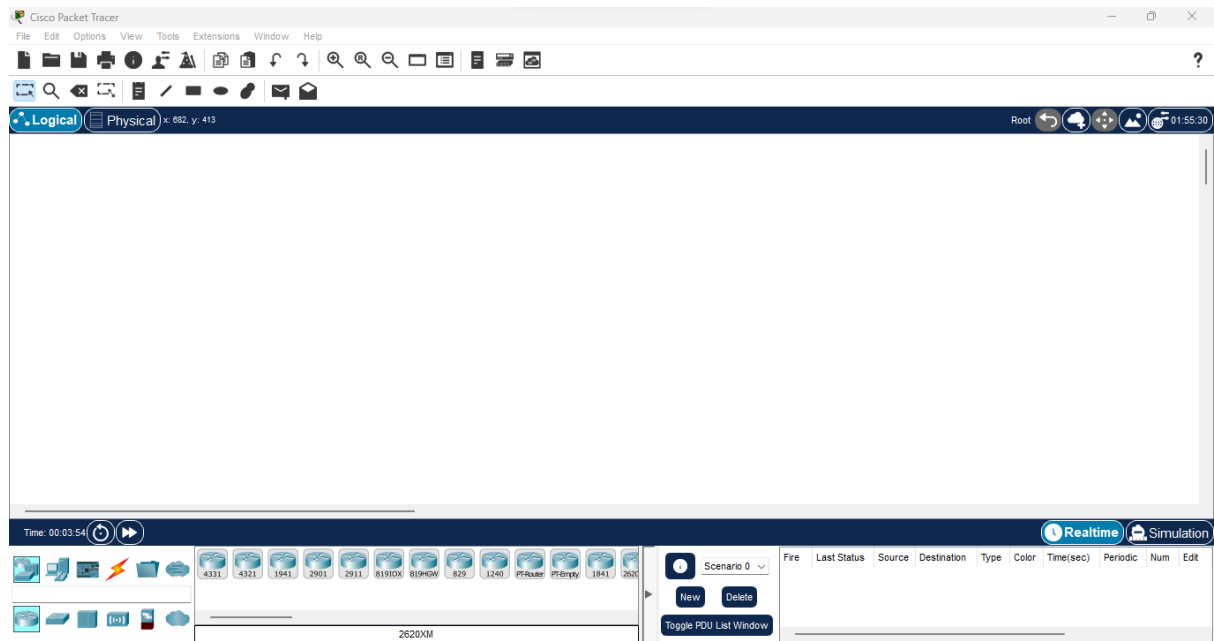 Cisco Packet Tracer
File Edit Options View Tools Extensions Window Help
?
Logical Physical x: 682, y: 413 Root 01:55:30
Time: 00:03:54 Realtime Simulation
4331 4321 1941 2901 2911 819IOX 819HGW 829 1240 PT-Router PT-Empty 1841 262
2620XM
Scenario 0
New Delete
Toggle PDU List Window
Fire Last Status Source Destination Type Color Time(sec) Periodic Num Edit